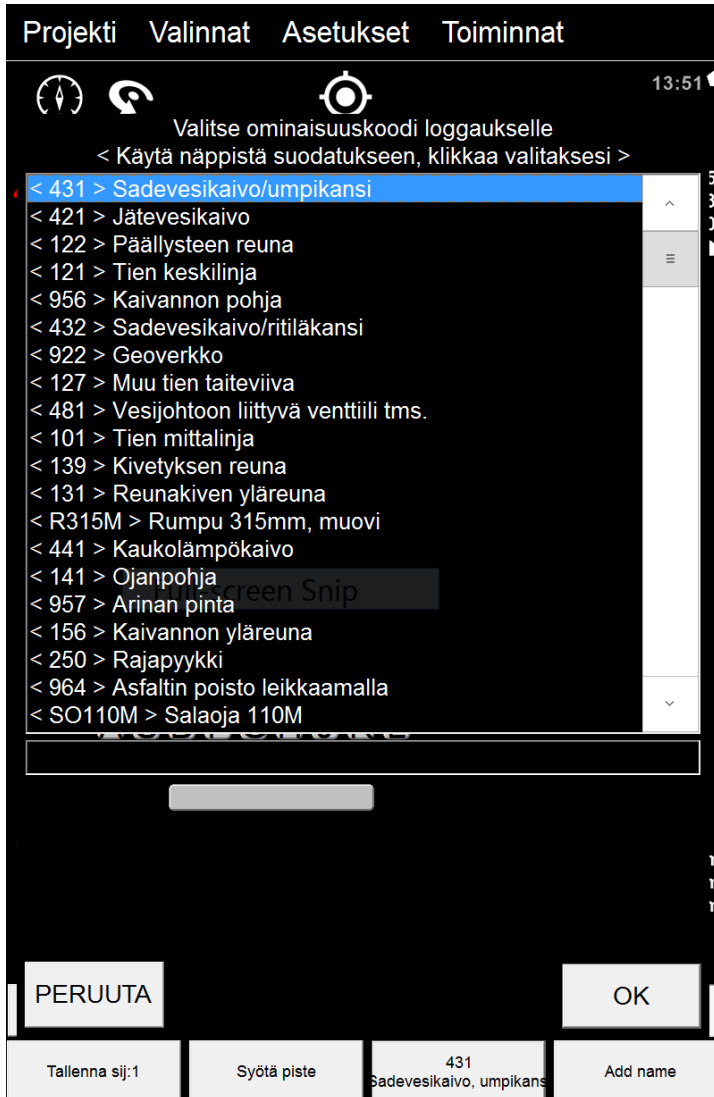 Projekti Valinnat Asetukset Toiminnat
13:51
Valitse ominaisuuskoodi loggaukselle
< Käytä näppistä suodatukseen, klikkaa valitaksesi >
< 431 > Sadevesikaivo/umpikansi
< 421 > Jätevesikaivo
< 122 > Päällysteen reuna
< 121 > Tien keskilinja
< 956 > Kaivannon pohja
< 432 > Sadevesikaivo/ritiläkansi
< 922 > Geoverkko
< 127 > Muu tien taiteviiva
< 481 > Vesijohtoon liittyvä venttiili tms.
< 101 > Tien mittalinja
< 139 > Kivetyksen reuna
< 131 > Reunakiven yläreuna
< R315M > Rumpu 315mm, muovi
< 441 > Kaukolämpökaivo
< 141 > Ojanpohja
Full-screen Snip
< 957 > Arinan pinta
< 156 > Kaivannon yläreuna
< 250 > Rajapyykki
< 964 > Asfaltin poisto leikkaamalla
< SO110M > Salaoja 110M
PERUUTA
OK
Tallenna sij:1
Syötä piste
431
Sadevesikaivo, umpikans
Add name